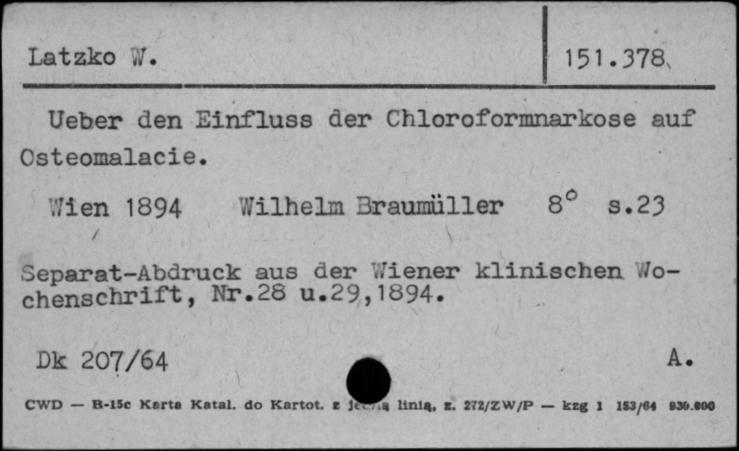 Latzko W.
151.378
Ueber den Einfluss der Chloroformnarkose auf
Osteomalacie.
Wien 1894 Wilhelm Braumüller 8° s.23
Separat-Abdruck aus der Wiener klinischen Wo-
chenschrift, Nr.28 u.29,1894.
Dk 207/64 A.
CWD — B-15c Karta Katal. do Kartot. z linią, z. 272/ZW/P — kzg 1 153/64 930.000